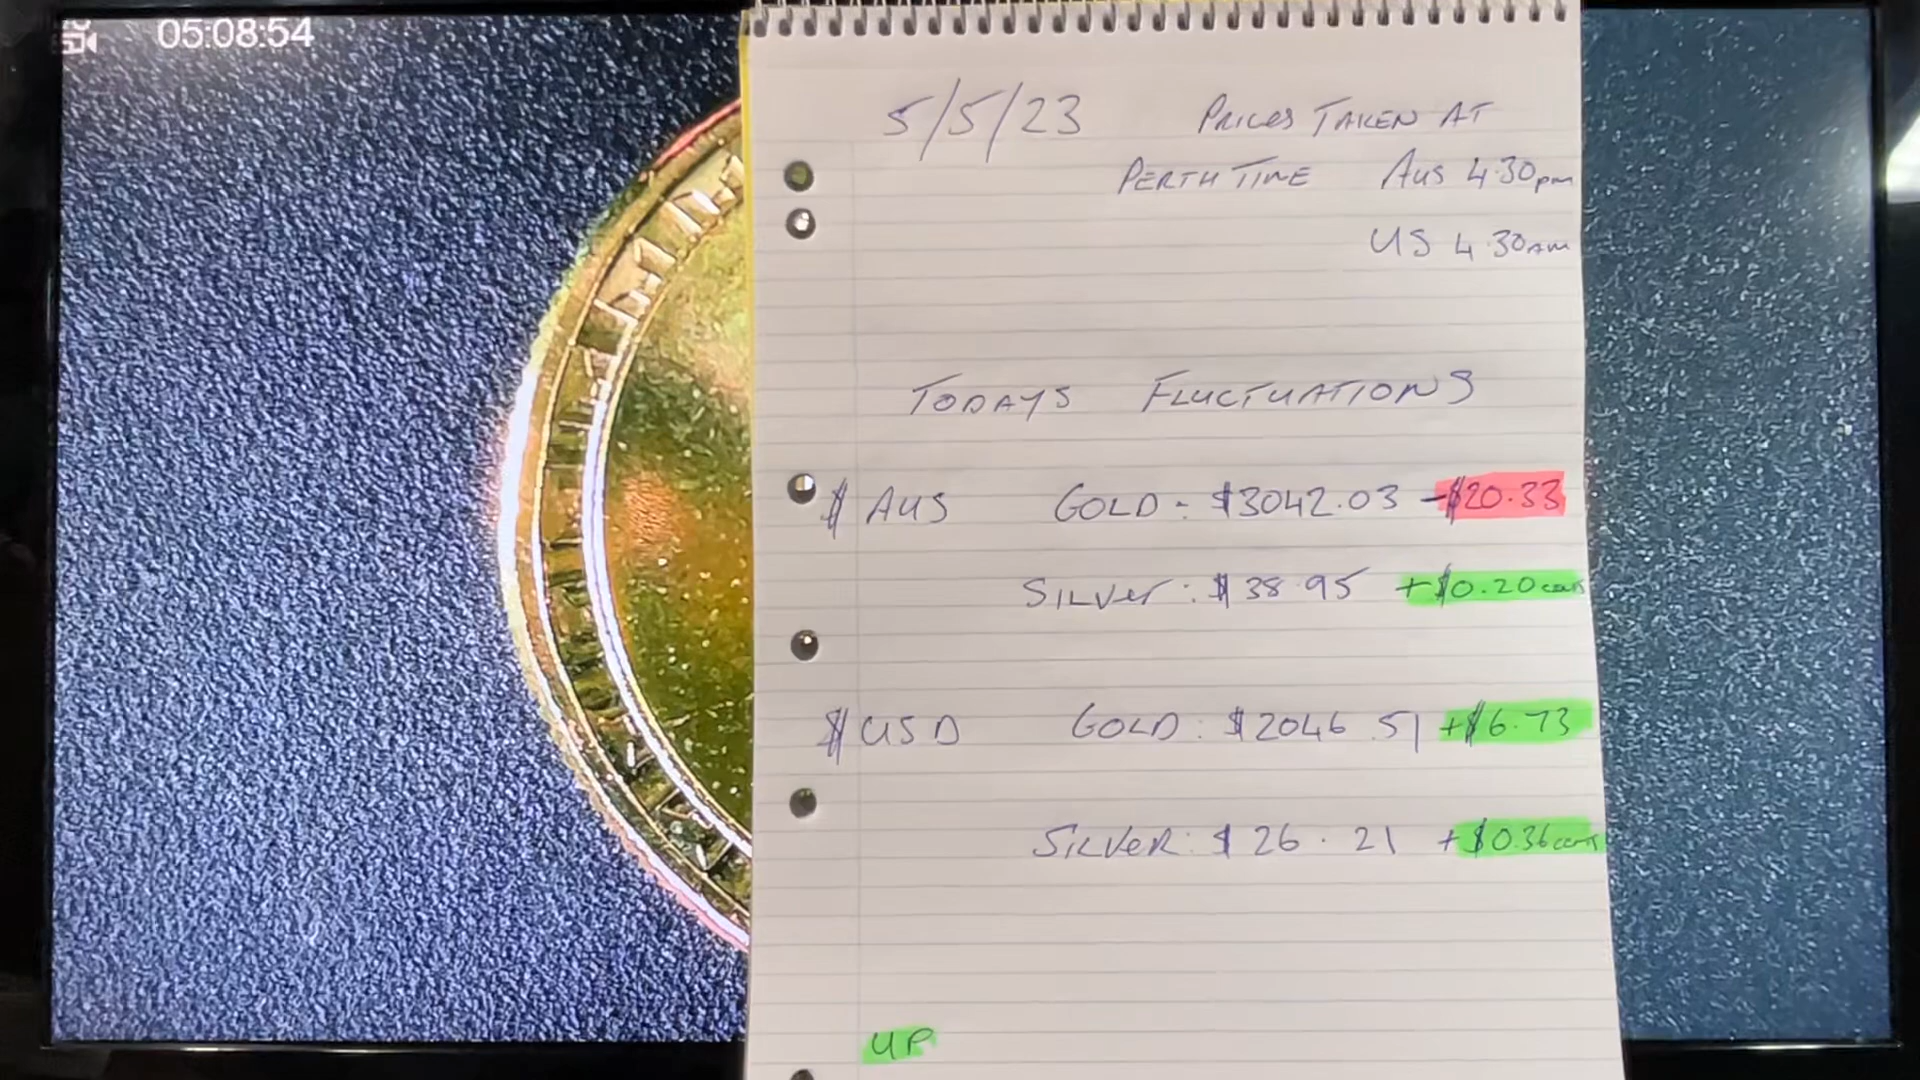 05:08:54
5/5/23 PRICES TAKEN AT
PERTH TIME AUS 4.30pm
US 4.30AM
TODAYS FLUCTUATIONS
$ AUS GOLD - $3042.03 -$20.33
SILVER : $38.95 +$0.20 cents
$ USD GOLD : $2046.51 +$6.73
SILVER : $26.21 +$0.36 cents
UP